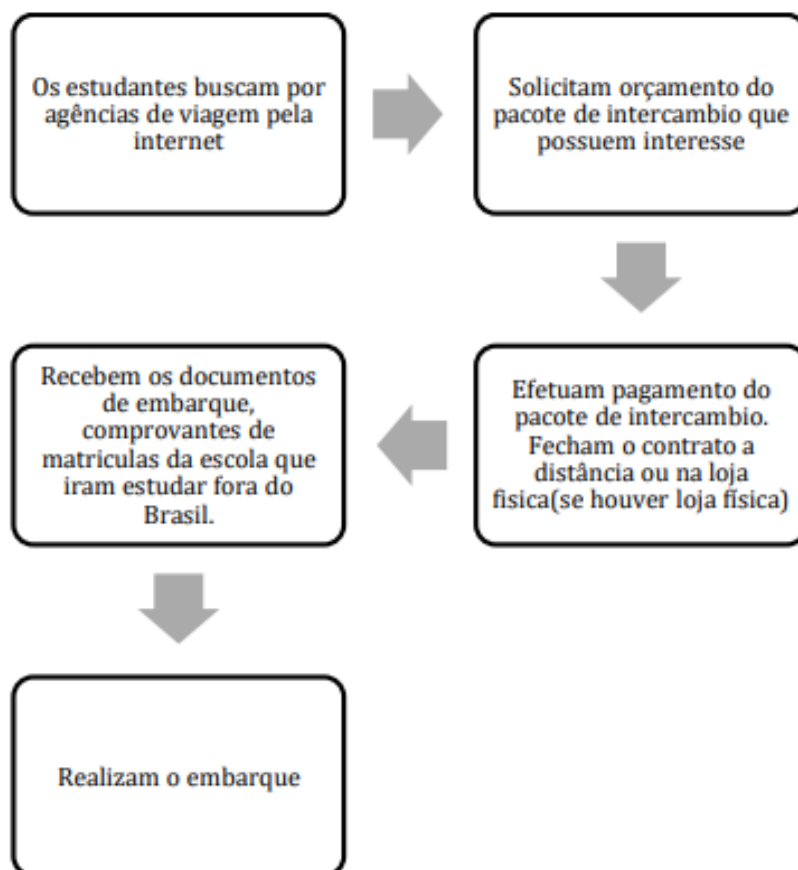 Os estudantes buscam por
agências de viagem pela
internet
Solicitam orçamento do
pacote de intercambio que
possuem interesse
Efetuam pagamento do
pacote de intercambio.
Fecham o contrato a
distância ou na loja
fisica(se houver loja física)
Recebem os documentos
de embarque,
comprovantes de
matriculas da escola que
iram estudar fora do
Brasil.
Realizam o embarque